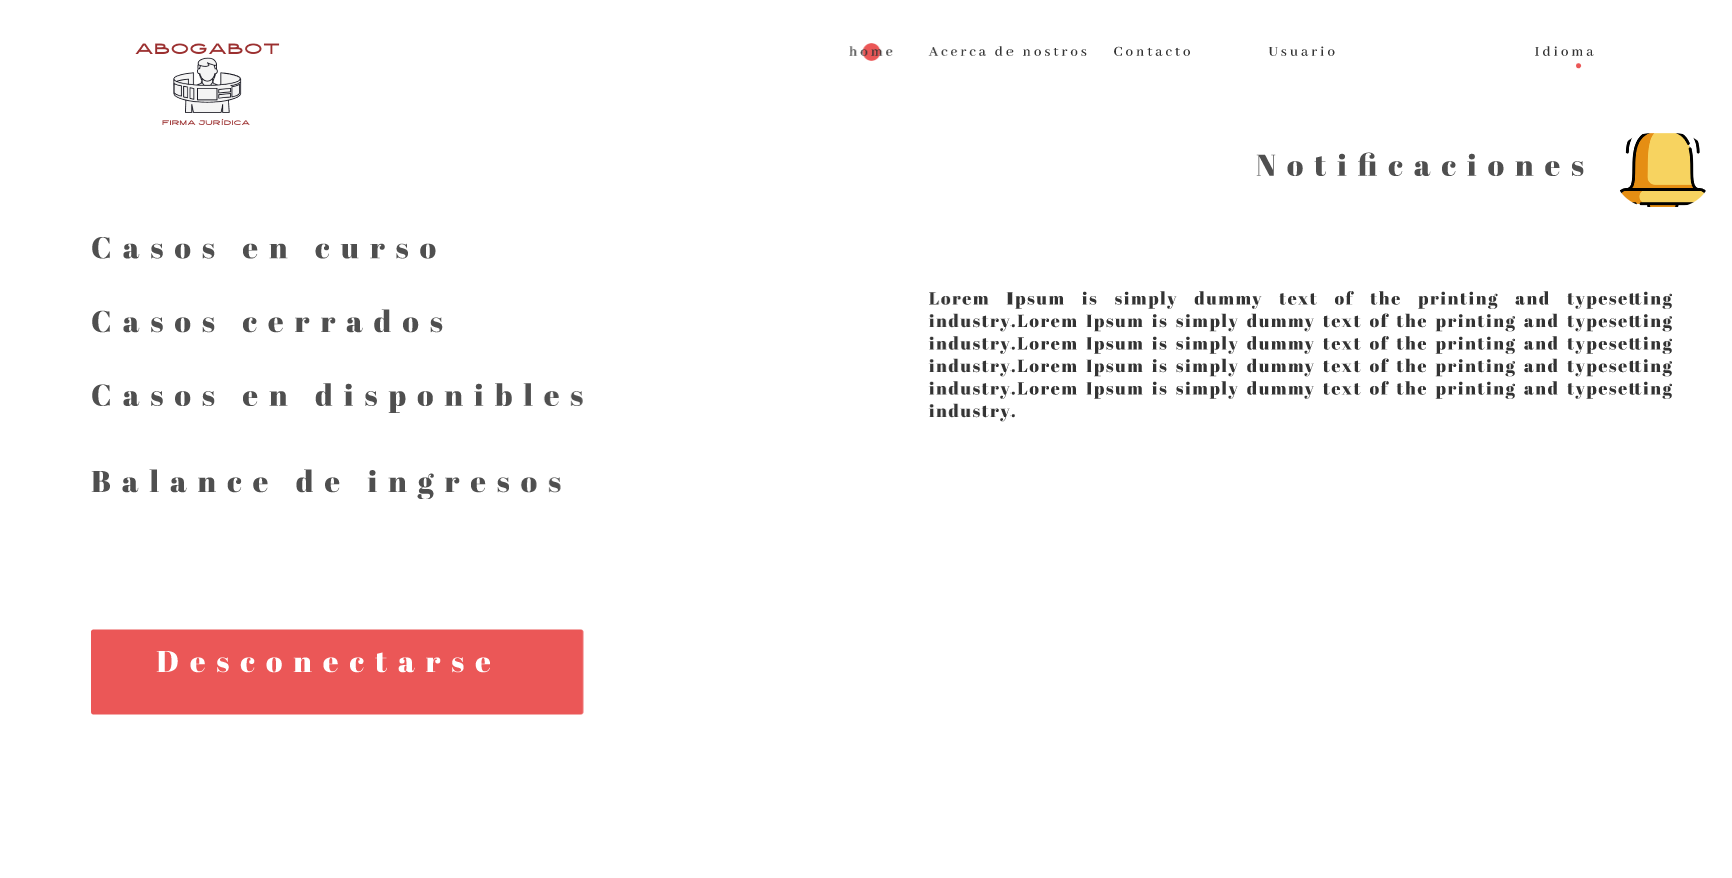 ABOGABOT
FIRMA JURÍDICA
home
Acerca de nostros
Contacto
Usuario
Idioma
Notificaciones
Casos en curso
Casos cerrados
Casos en disponibles
Balance de ingresos
Desconectarse
Lorem Ipsum is simply dummy text of the printing and typesetting
industry.Lorem Ipsum is simply dummy text of the printing and typesetting
industry.Lorem Ipsum is simply dummy text of the printing and typesetting
industry.Lorem Ipsum is simply dummy text of the printing and typesetting
industry.Lorem Ipsum is simply dummy text of the printing and typesetting
industry.